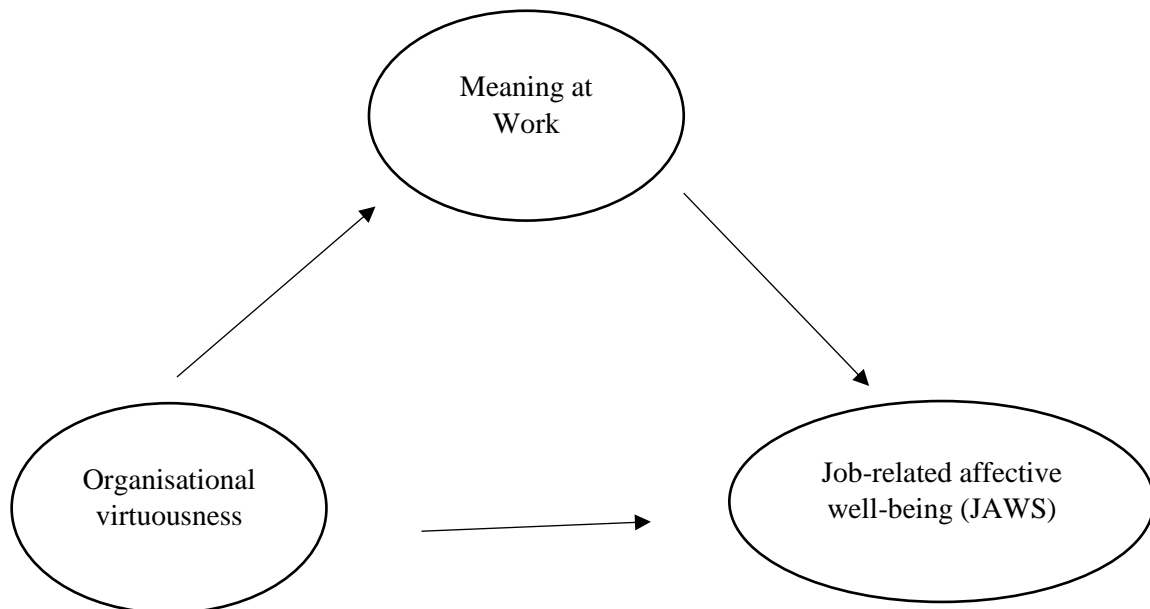 Meaning at
Work
Organisational
virtuousness
Job-related affective
well-being (JAWS)